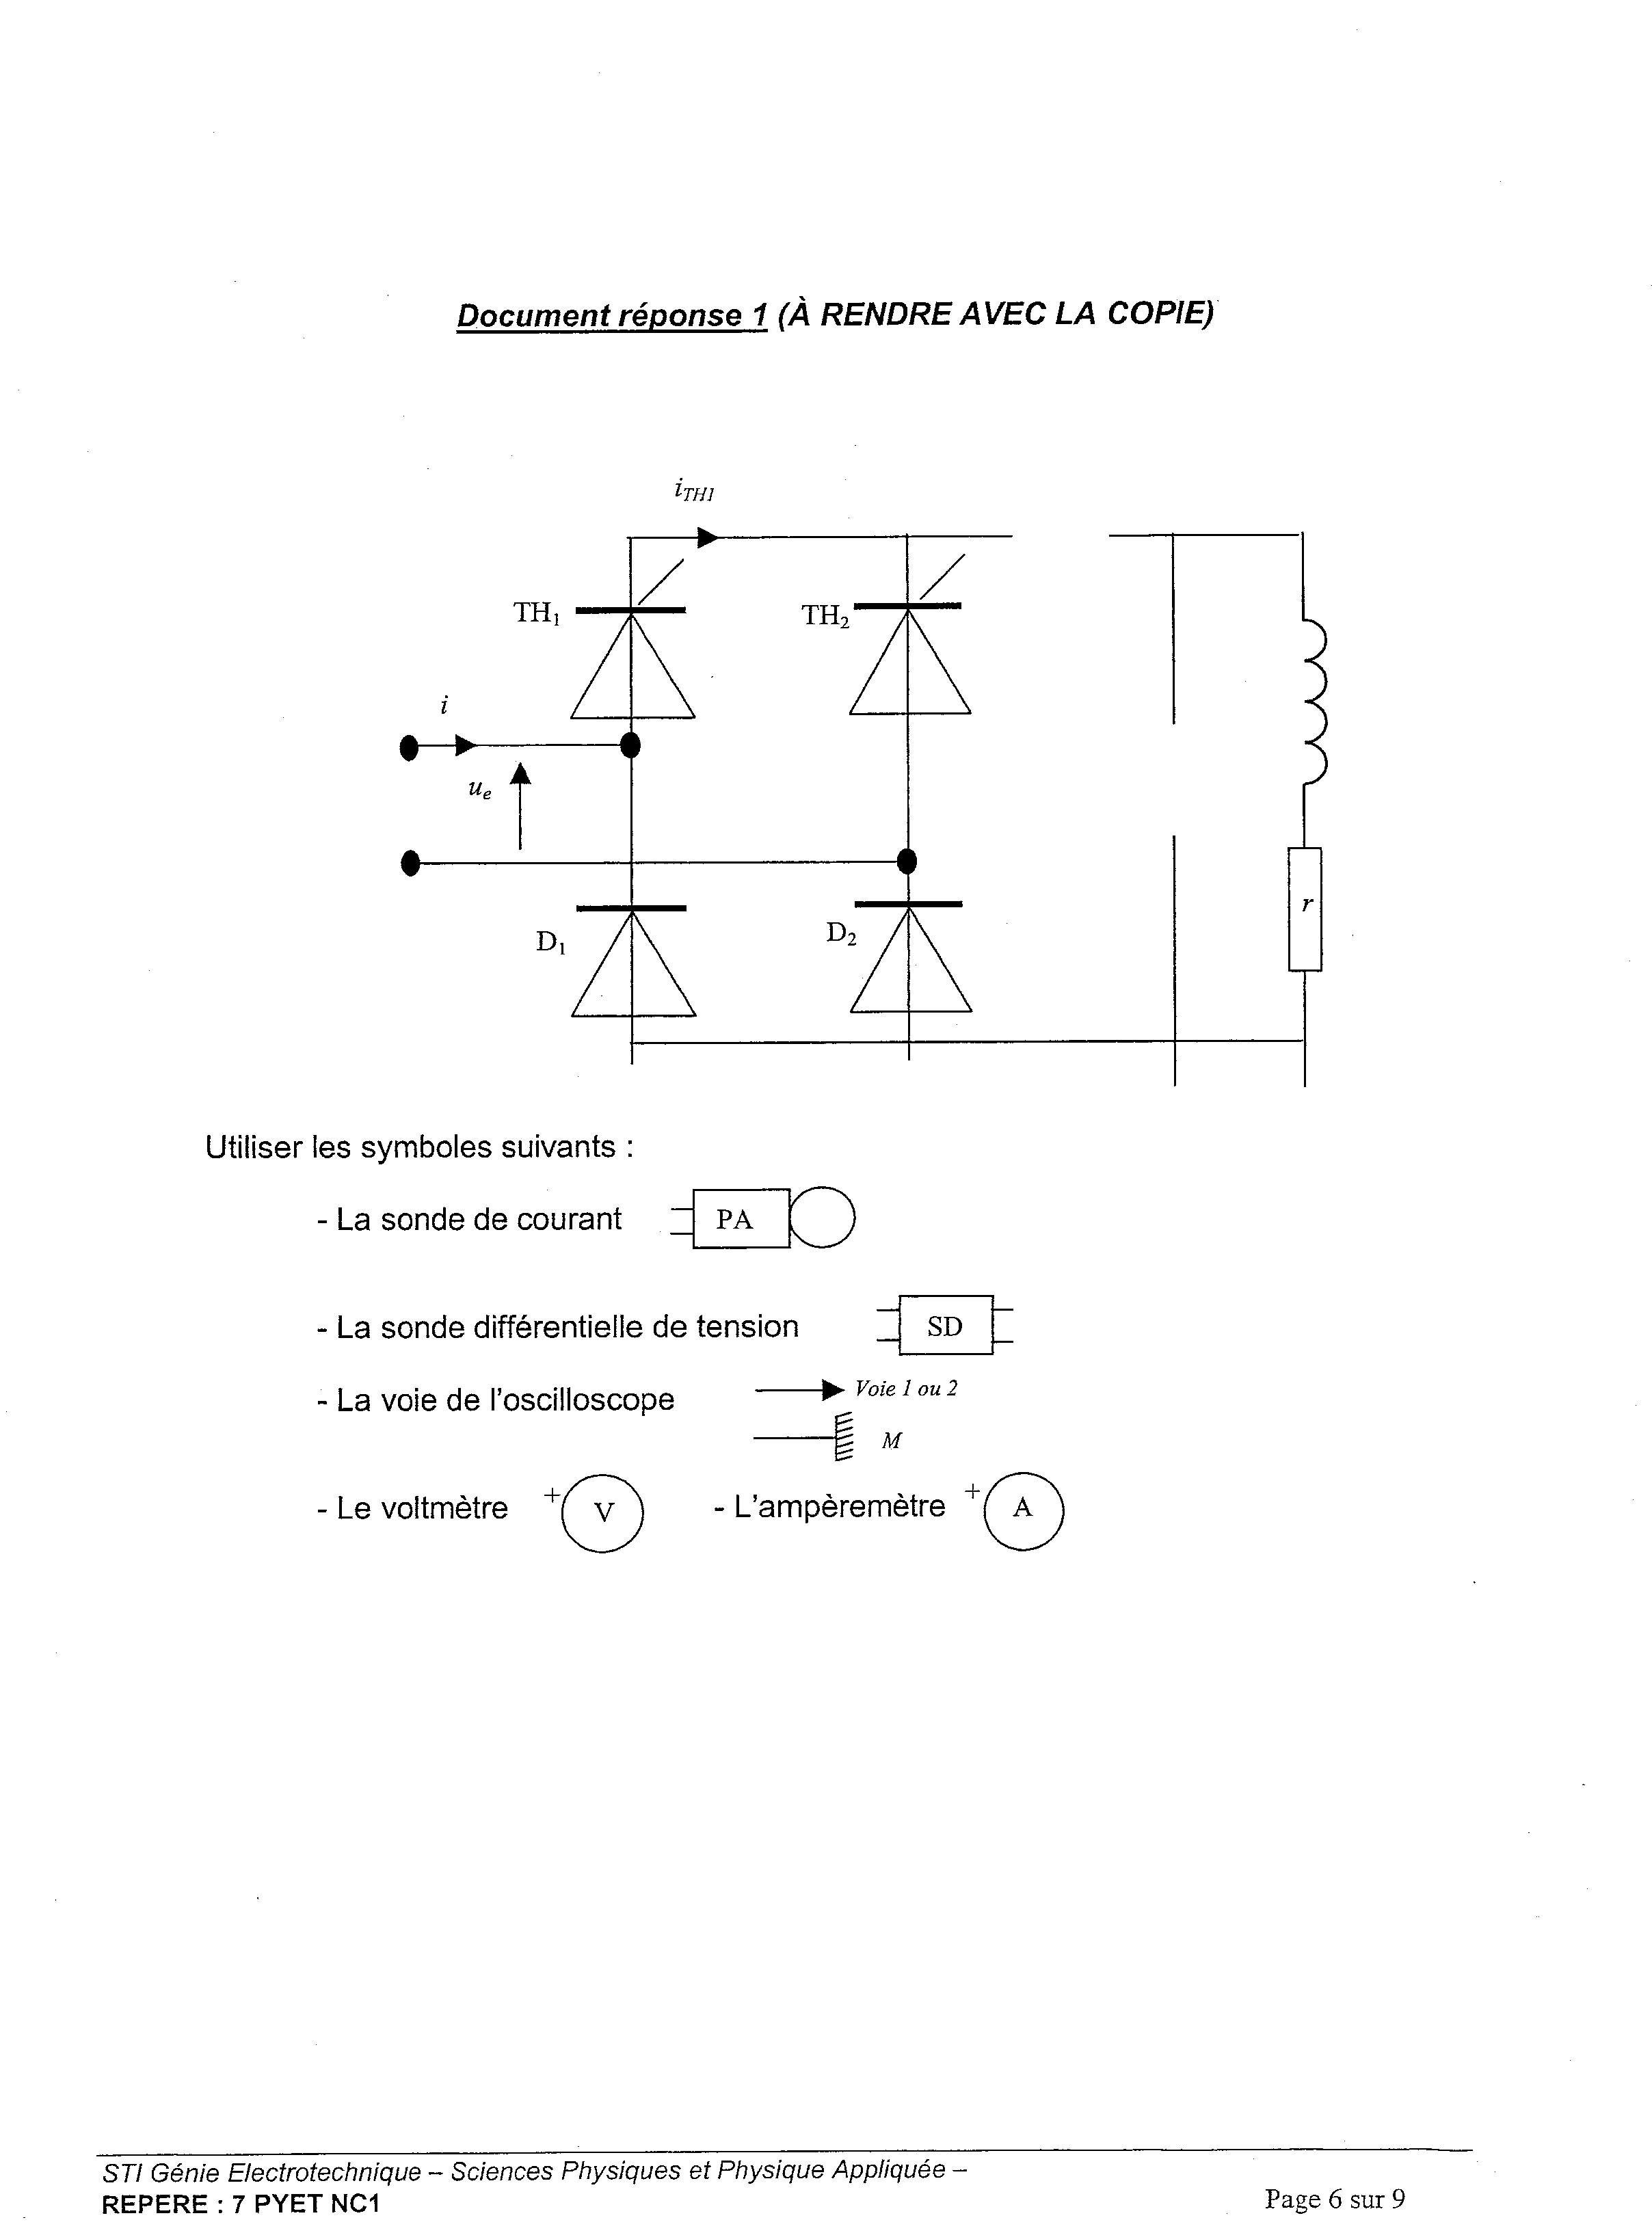 Document réponse 1 (À RENDRE AVEC LA COPIE)
i_TH1
TH1
TH2
i
u_e
D1
D2
r
Utiliser les symboles suivants :
- La sonde de courant PA
- La sonde différentielle de tension SD
- La voie de l'oscilloscope Voie 1 ou 2
M
- Le voltmètre + V - L'ampèremètre + A
STI Génie Electrotechnique – Sciences Physiques et Physique Appliquée –
REPERE : 7 PYET NC1 Page 6 sur 9